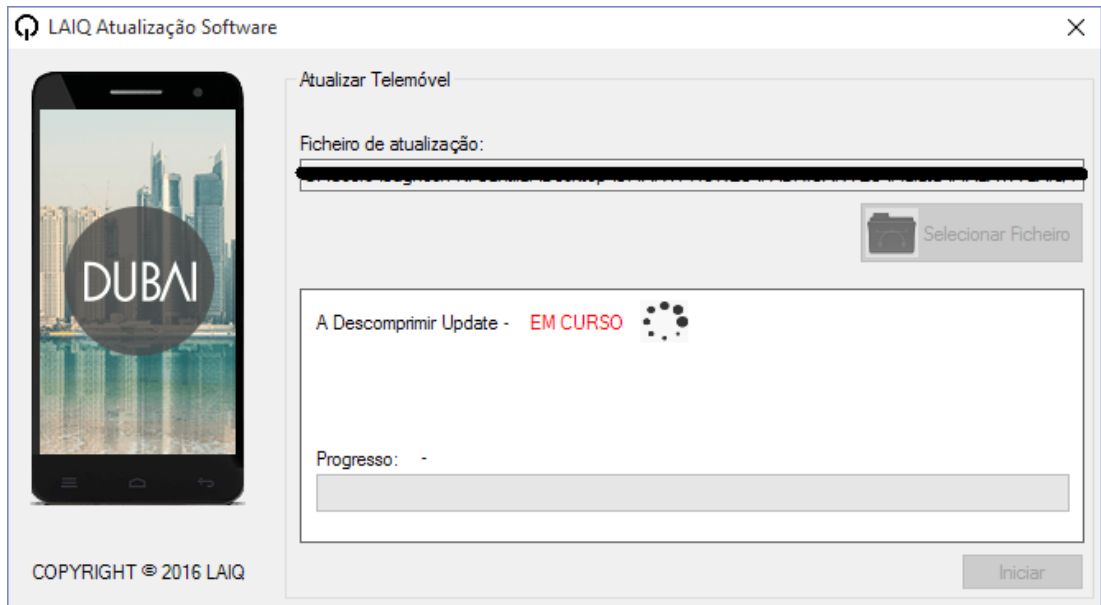 LAIQ Atualização Software
Atualizar Telemóvel
Ficheiro de atualização:
Selecionar Ficheiro
DUBAI
A Descomprimir Update - EM CURSO
Progresso: -
COPYRIGHT © 2016 LAIQ
Iniciar